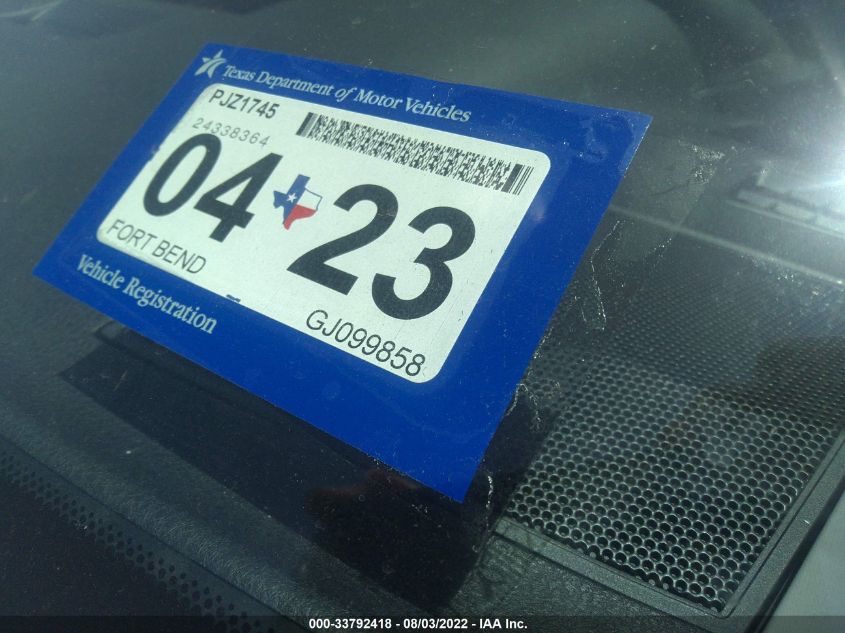 Texas Department of Motor Vehicles
PJZ1745
24338364
04 23
FORT BEND
GJ099858
Vehicle Registration
000-33792418 - 08/03/2022 - IAA Inc.